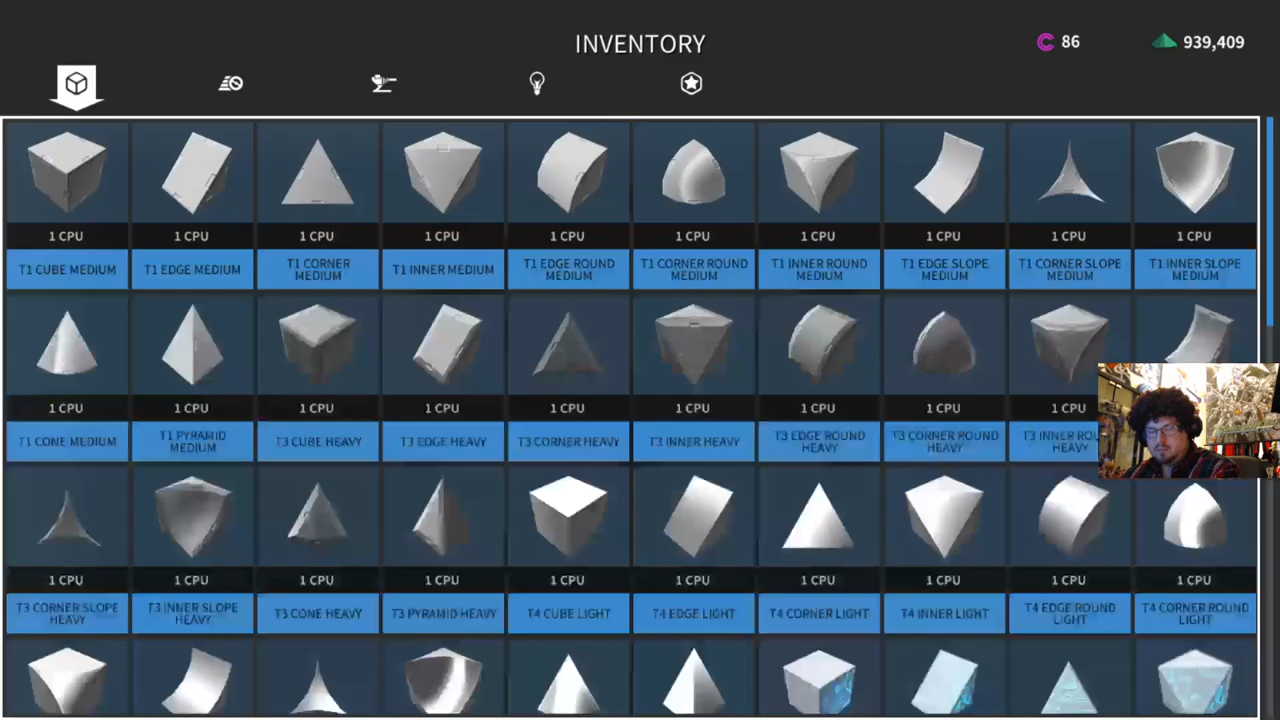 INVENTORY
86
939,409
1 CPU 1 CPU 1 CPU 1 CPU 1 CPU 1 CPU 1 CPU 1 CPU 1 CPU 1 CPU
T1 CUBE MEDIUM
T1 EDGE MEDIUM
T1 CORNER
MEDIUM
T1 INNER MEDIUM
T1 EDGE ROUND
MEDIUM
T1 CORNER ROUND
MEDIUM
T1 INNER ROUND
MEDIUM
T1 EDGE SLOPE
MEDIUM
T1 CORNER SLOPE
MEDIUM
T1 INNER SLOPE
MEDIUM
1 CPU 1 CPU 1 CPU 1 CPU 1 CPU 1 CPU 1 CPU 1 CPU 1 CPU
T1 CONE MEDIUM
T1 PYRAMID
MEDIUM
T3 CUBE HEAVY
T3 EDGE HEAVY
T3 CORNER HEAVY
T3 INNER HEAVY
T3 EDGE ROUND
HEAVY
T3 CORNER ROUND
HEAVY
T3 INNER ROU
HEAVY
1 CPU 1 CPU 1 CPU 1 CPU 1 CPU 1 CPU 1 CPU 1 CPU 1 CPU 1 CPU
T3 CORNER SLOPE
HEAVY
T3 INNER SLOPE
HEAVY
T3 CONE HEAVY
T3 PYRAMID HEAVY
T4 CUBE LIGHT
T4 EDGE LIGHT
T4 CORNER LIGHT
T4 INNER LIGHT
T4 EDGE ROUND
LIGHT
T4 CORNER ROUND
LIGHT